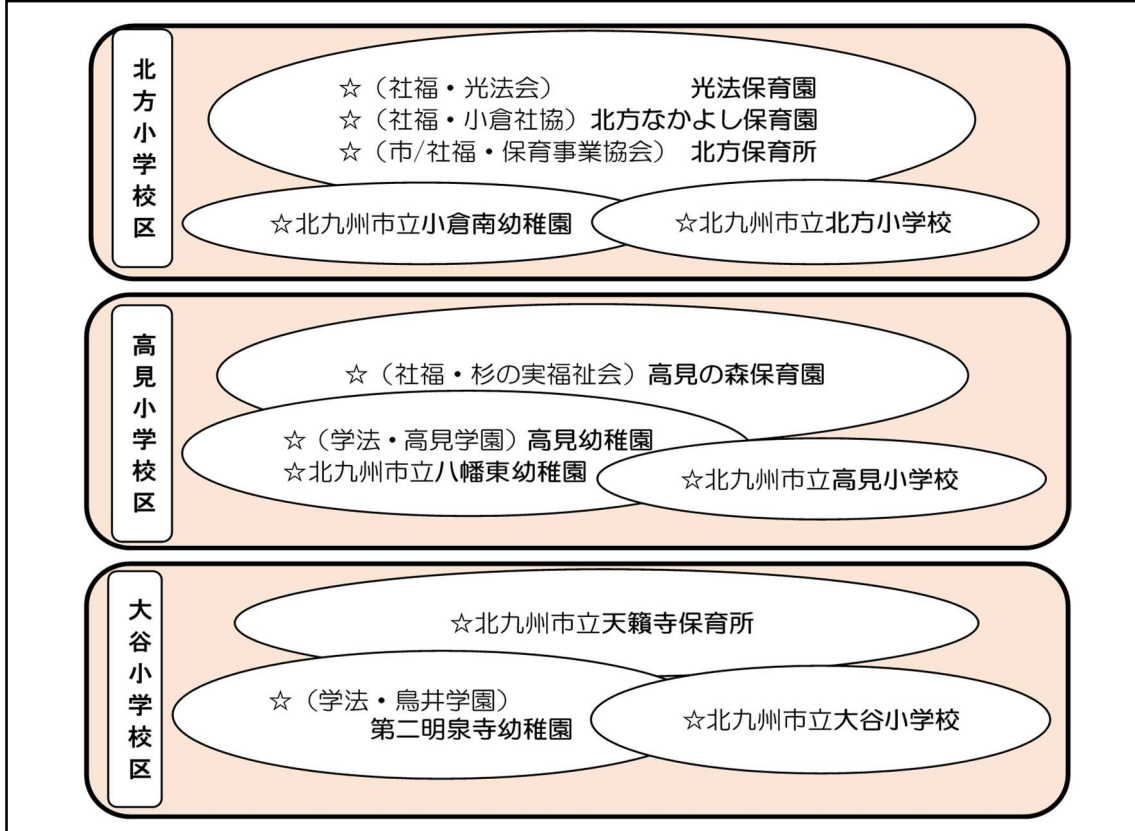 北方小学校区
☆（社福・光法会）　光法保育園
☆（社福・小倉社協）北方なかよし保育園
☆（市/社福・保育事業協会）　北方保育所
☆北九州市立小倉南幼稚園
☆北九州市立北方小学校
高見小学校区
☆（社福・杉の実福祉会）高見の森保育園
☆（学法・高見学園）高見幼稚園
☆北九州市立八幡東幼稚園
☆北九州市立高見小学校
大谷小学校区
☆北九州市立天籟寺保育所
☆（学法・鳥井学園）
第二明泉寺幼稚園
☆北九州市立大谷小学校